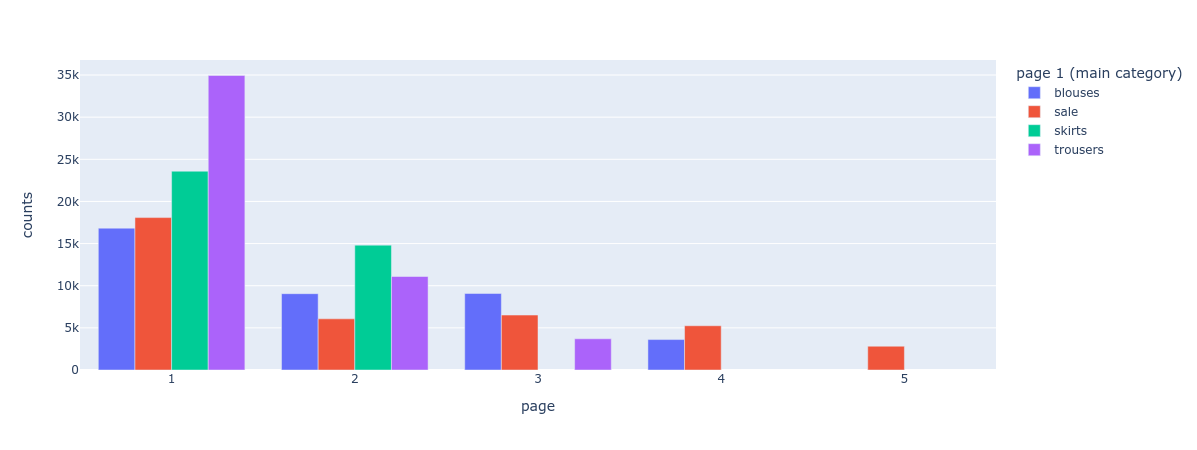 35k
30k
25k
20k
15k
10k
5k
0
counts
1 2 3 4 5
page
page 1 (main category)
blouses
sale
skirts
trousers